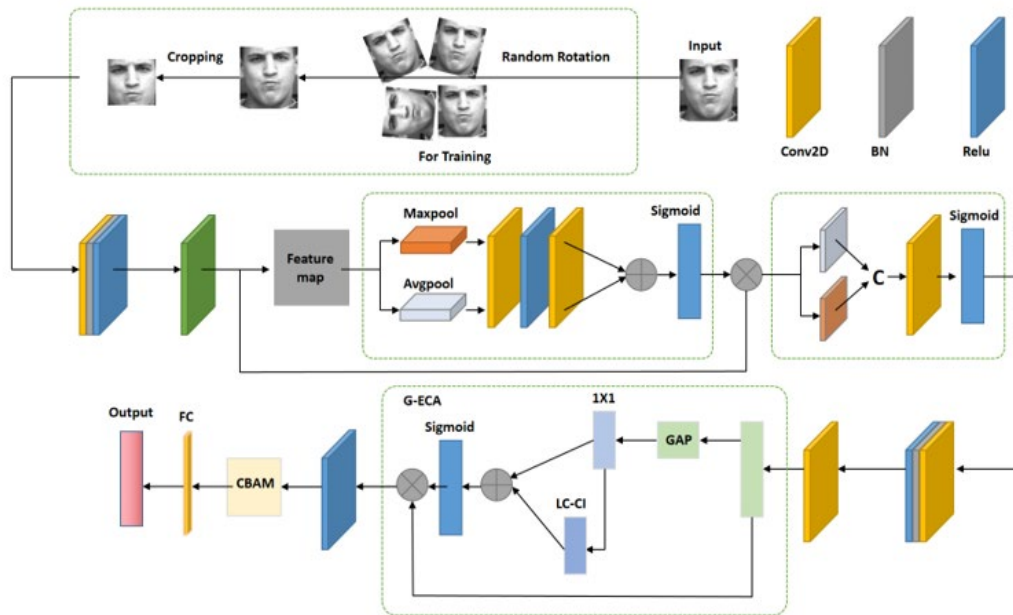 Cropping
Random Rotation
Input
For Training
Conv2D
BN
Relu
Maxpool
Sigmoid
Sigmoid
Feature
map
Avgpool
C
Output
FC
G-ECA
1X1
Sigmoid
GAP
CBAM
LC-CI